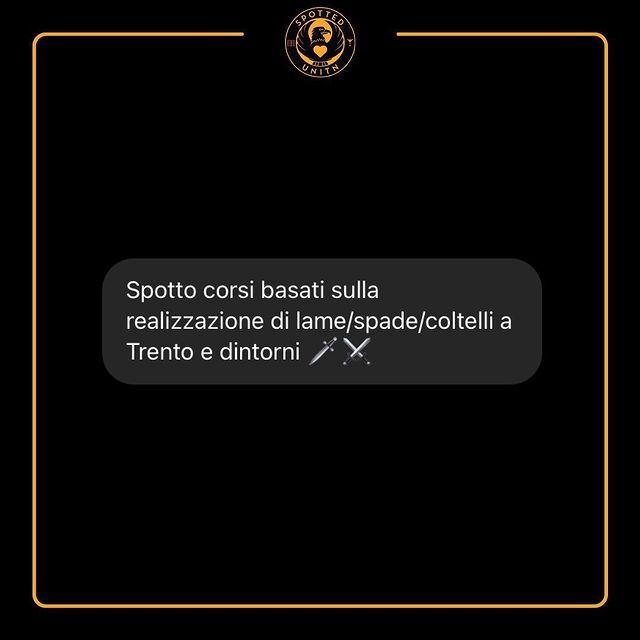 SPOTTED
UNITN
Spotto corsi basati sulla
realizzazione di lame/spade/coltelli a
Trento e dintorni 🗡️⚔️